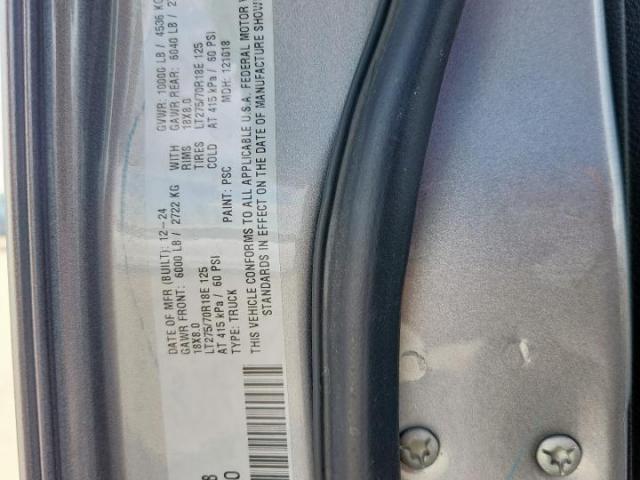 DATE OF MFR (BUILT): 12-24 GVWR: 10000 LB / 4536 KG
GAWR FRONT: 6000 LB / 2722 KG WITH GAWR REAR: 6040 LB /
18X8.0 RIMS 18X8.0
LT275/70R18E 125 TIRES LT275/70R18E 125
AT 415 kPa / 60 PSI COLD AT 415 kPa / 60 PSI
TYPE: TRUCK PAINT: PSC MDH: 121018
THIS VEHICLE CONFORMS TO ALL APPLICABLE U.S.A. FEDERAL MOTOR
STANDARDS IN EFFECT ON THE DATE OF MANUFACTURE SHOW